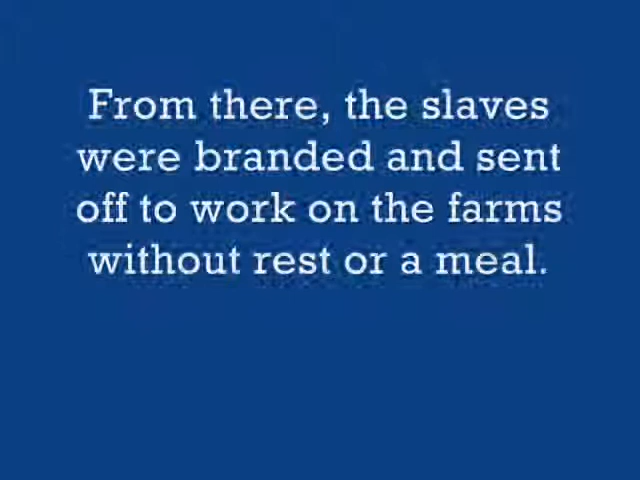 From there, the slaves
were branded and sent
off to work on the farms
without rest or a meal.